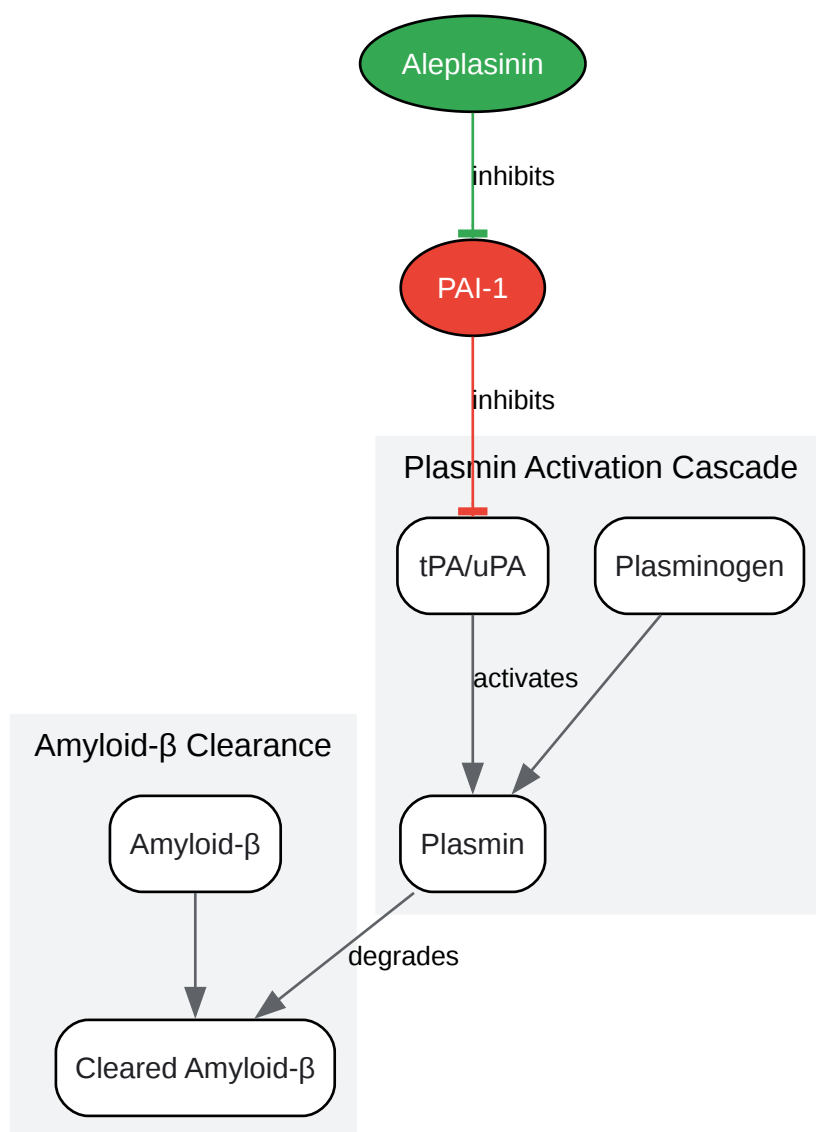 Aleplasinin
inhibits
PAI-1
inhibits
Plasmin Activation Cascade
tPA/uPA
Plasminogen
activates
Amyloid-β Clearance
Amyloid-β
Plasmin
degrades
Cleared Amyloid-β